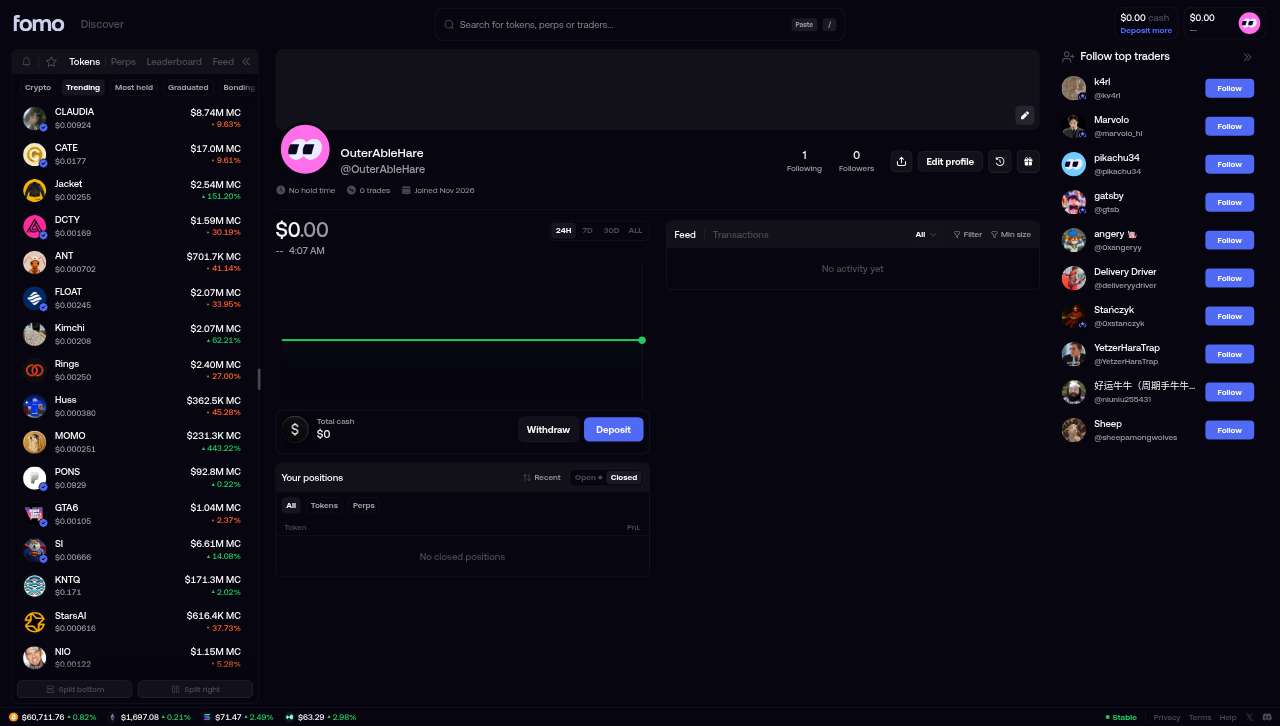 fomo
Discover
Search for tokens, perps or traders...
Paste
/
$0.00 cash
Deposit more
$0.00
--
Tokens Perps Leaderboard Feed
Crypto Trending Most held Graduated Bonding
CLAUDIA $8.74M MC
$0.00924 9.63%
CATE $17.0M MC
$0.0177 9.61%
Jacket $2.54M MC
$0.00255 151.20%
DCTY $1.59M MC
$0.00169 30.19%
ANT $701.7K MC
$0.000702 41.14%
FLOAT $2.07M MC
$0.00245 33.95%
Kimchi $2.07M MC
$0.00208 62.21%
Rings $2.40M MC
$0.00250 27.00%
Huss $362.5K MC
$0.000380 45.28%
MOMO $231.3K MC
$0.000251 443.22%
PONS $92.8M MC
$0.0929 0.22%
GTA6 $1.04M MC
$0.00105 2.37%
SI $6.61M MC
$0.00666 14.08%
KNTQ $171.3M MC
$0.171 2.02%
StarsAI $616.4K MC
$0.000616 37.73%
NIO $1.15M MC
$0.00122 5.28%
Split bottom Split right
OuterAbleHare
@OuterAbleHare
1 Following
0 Followers
Edit profile
No hold time 0 trades Joined Nov 2026
$0.00
-- 4:07 AM
24H 7D 30D ALL
Total cash
$0
Withdraw Deposit
Your positions Recent Open Closed
All Tokens Perps
Token PnL
No closed positions
Feed Transactions All Filter Min size
No activity yet
Follow top traders
k4rl
@kv4rl
Follow
Marvolo
@marvolo_hl
Follow
pikachu34
@pikachu34
Follow
gatsby
@gtsb
Follow
angery
@0xangeryy
Follow
Delivery Driver
@deliveryydriver
Follow
Stańczyk
@0xstanczyk
Follow
YetzerHaraTrap
@YetzerHaraTrap
Follow
好运牛牛（周期手牛牛...
@niuniu255431
Follow
Sheep
@sheepamongwolves
Follow
$60,711.76 0.82% $1,697.08 0.21% $71.47 2.49% $63.29 2.98%
Stable Privacy Terms Help